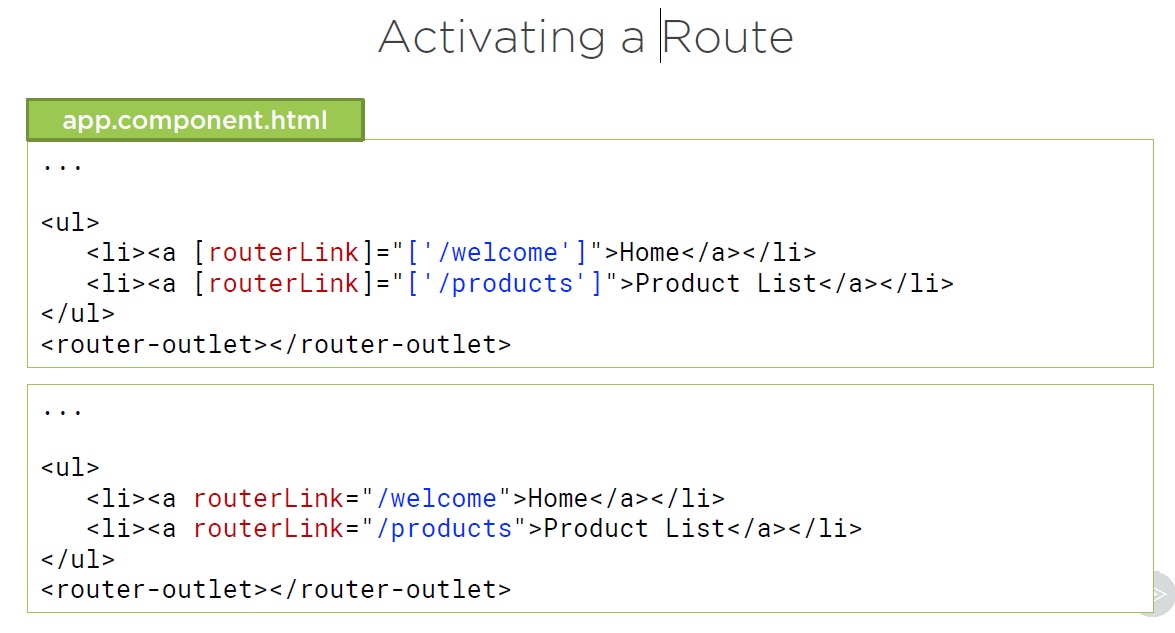 Activating a Route
app.component.html
...
<ul>
<li><a [routerLink]="['/welcome']">Home</a></li>
<li><a [routerLink]="['/products']">Product List</a></li>
</ul>
<router-outlet></router-outlet>
...
<ul>
<li><a routerLink="/welcome">Home</a></li>
<li><a routerLink="/products">Product List</a></li>
</ul>
<router-outlet></router-outlet>